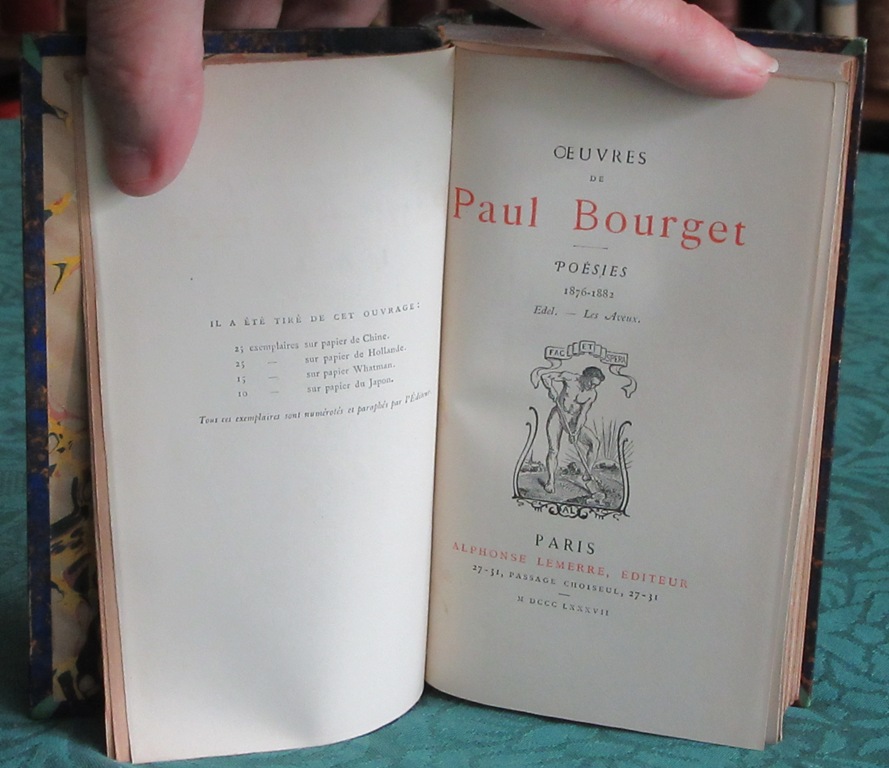 IL A ÉTÉ TIRÉ DE CET OUVRAGE:
25 exemplaires sur papier de Chine.
25 — sur papier de Hollande.
15 — sur papier Whatman.
10 — sur papier du Japon.
Tous ces exemplaires sont numérotés et paraphés par l'Éditeur
ŒUVRES
DE
Paul Bourget
POÉSIES
1876-1882
Edel. — Les Aveux.
FAC ET SPERA
AL
PARIS
ALPHONSE LEMERRE, ÉDITEUR
27-31, PASSAGE CHOISEUL, 27-31
M DCCC LXXXVII